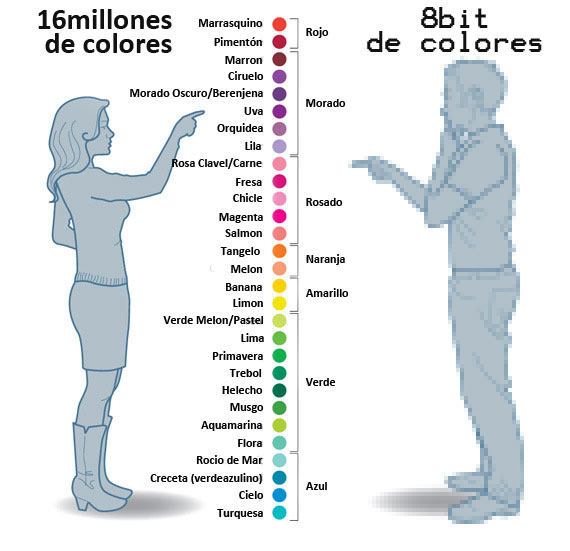 16millones
de colores
8bit
de colores
Marrasquino
Pimentón
Rojo
Marron
Ciruelo
Morado Oscuro/Berenjena
Uva
Orquidea
Lila
Morado
Rosa Clavel/Carne
Fresa
Chicle
Magenta
Salmon
Rosado
Tangelo
Melon
Naranja
Banana
Limon
Amarillo
Verde Melon/Pastel
Lima
Primavera
Trebol
Helecho
Musgo
Aquamarina
Flora
Verde
Rocio de Mar
Creceta (verdeazulino)
Cielo
Turquesa
Azul